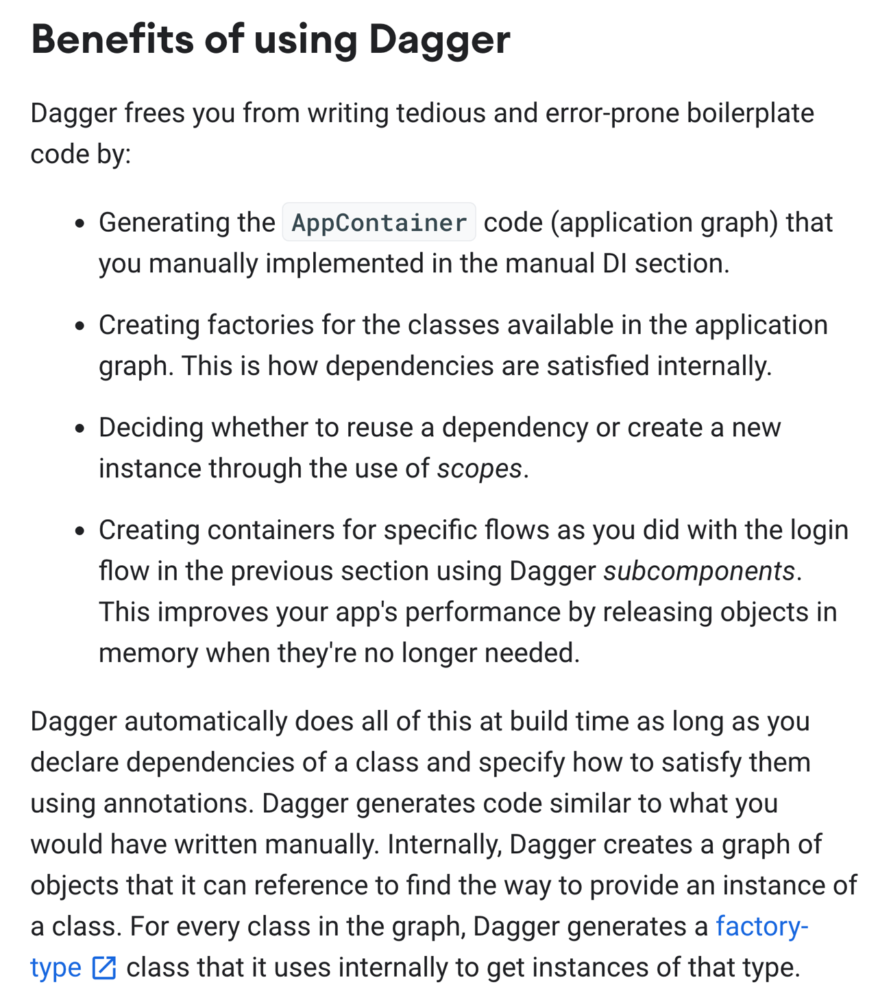 Benefits of using Dagger
Dagger frees you from writing tedious and error-prone boilerplate
code by:
• Generating the AppContainer code (application graph) that
you manually implemented in the manual DI section.
• Creating factories for the classes available in the application
graph. This is how dependencies are satisfied internally.
• Deciding whether to reuse a dependency or create a new
instance through the use of scopes.
• Creating containers for specific flows as you did with the login
flow in the previous section using Dagger subcomponents.
This improves your app's performance by releasing objects in
memory when they're no longer needed.
Dagger automatically does all of this at build time as long as you
declare dependencies of a class and specify how to satisfy them
using annotations. Dagger generates code similar to what you
would have written manually. Internally, Dagger creates a graph of
objects that it can reference to find the way to provide an instance of
a class. For every class in the graph, Dagger generates a factory-
type class that it uses internally to get instances of that type.